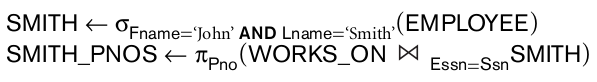 SMITH ← σFname=‘John’ AND Lname=‘Smith’(EMPLOYEE)
SMITH_PNOS ← πPno(WORKS_ON ⋈ Essn=SsnSMITH)